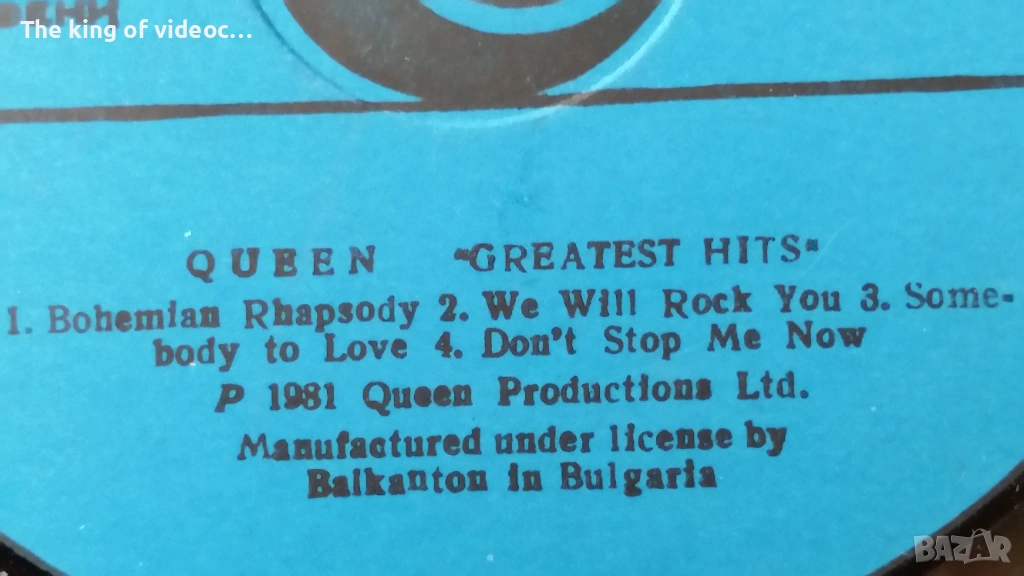 The king of videoc...
QUEEN "GREATEST HITS"
1. Bohemian Rhapsody 2. We Will Rock You 3. Some-
body to Love 4. Don't Stop Me Now
P 1981 Queen Productions Ltd.
Manufactured under license by
Balkanton in Bulgaria
BAZAR